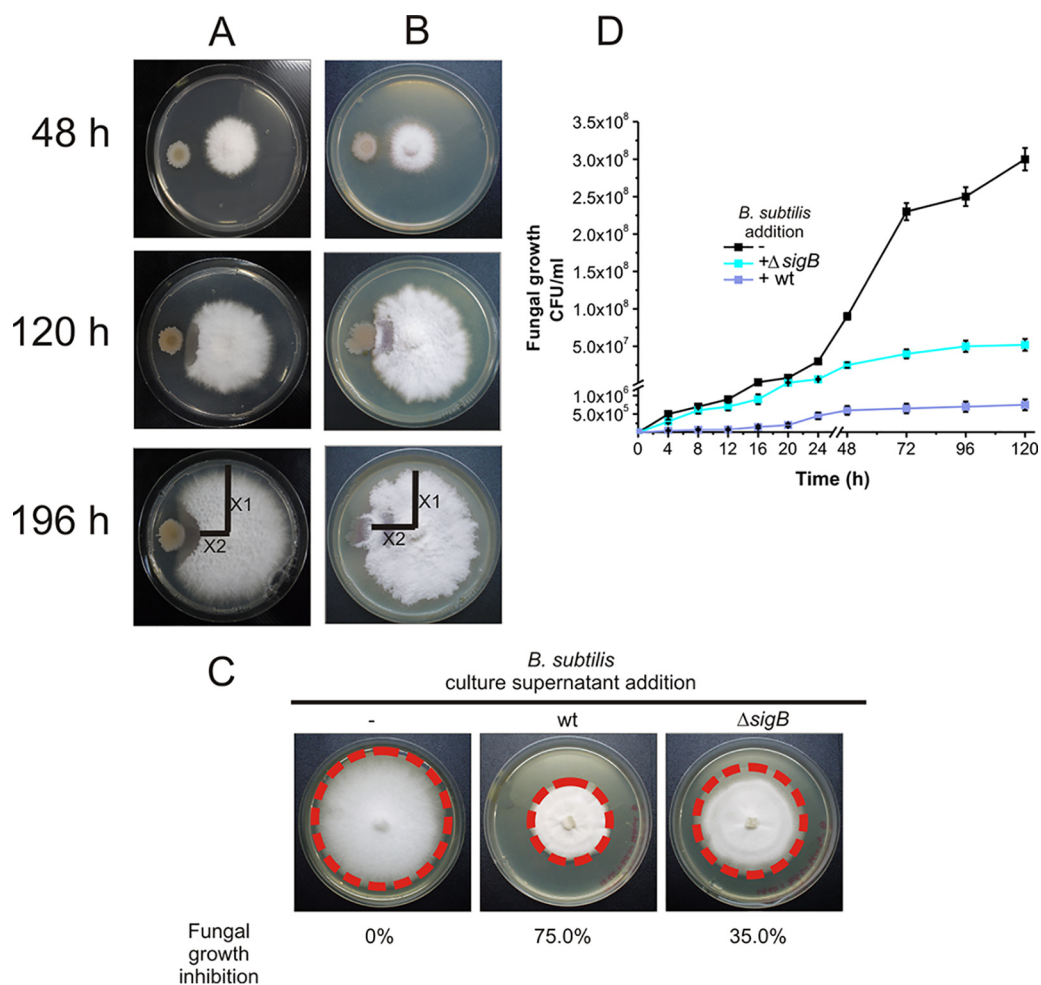 A
B
D
48 h
120 h
196 h
X1
X2
X1
X2
3.5x10⁸
3.0x10⁸
2.5x10⁸
2.0x10⁸
1.5x10⁸
1.0x10⁸
5.0x10⁷
1.0x10⁶
5.0x10⁵
Fungal growth
CFU/ml
B. subtilis
addition
-
+ΔsigB
+ wt
0 4 8 12 16 20 24 48 72 96 120
Time (h)
C
B. subtilis
culture supernatant addition
- wt ΔsigB
Fungal
growth
inhibition
0% 75.0% 35.0%